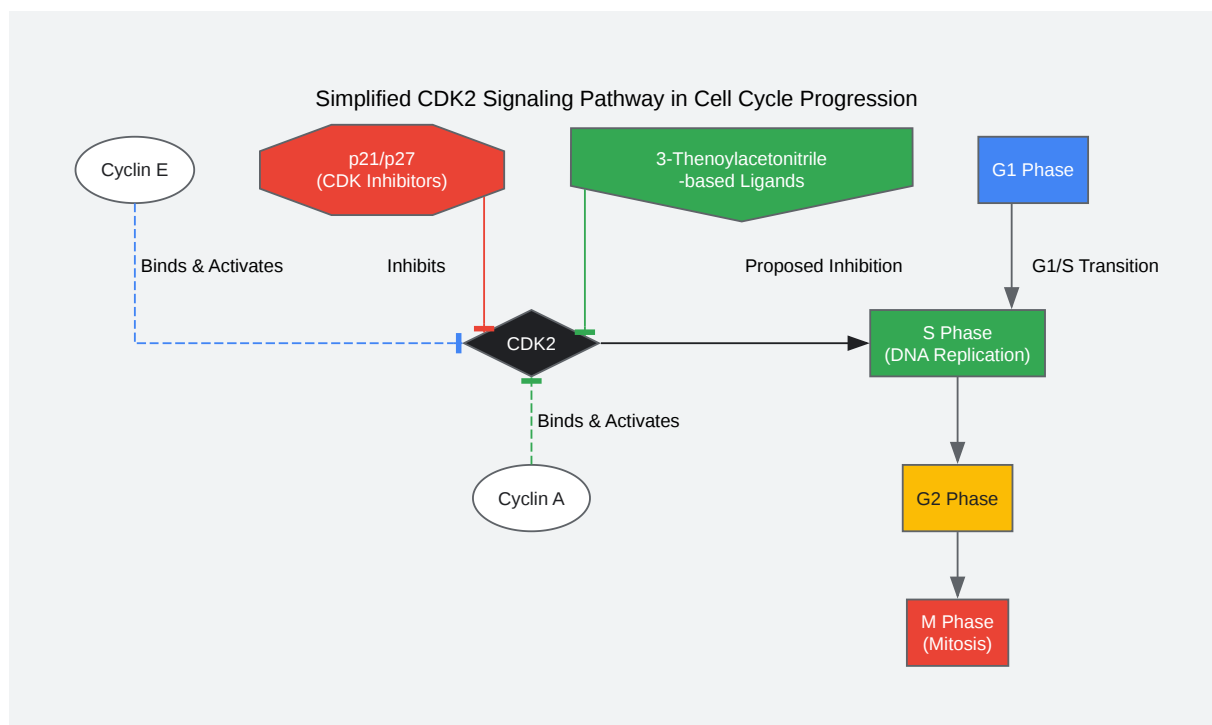 Simplified CDK2 Signaling Pathway in Cell Cycle Progression
Cyclin E
p21/p27
(CDK Inhibitors)
3-Thenoylacetonitrile
-based Ligands
G1 Phase
Binds & Activates
Inhibits
Proposed Inhibition
G1/S Transition
CDK2
S Phase
(DNA Replication)
Binds & Activates
Cyclin A
G2 Phase
M Phase
(Mitosis)